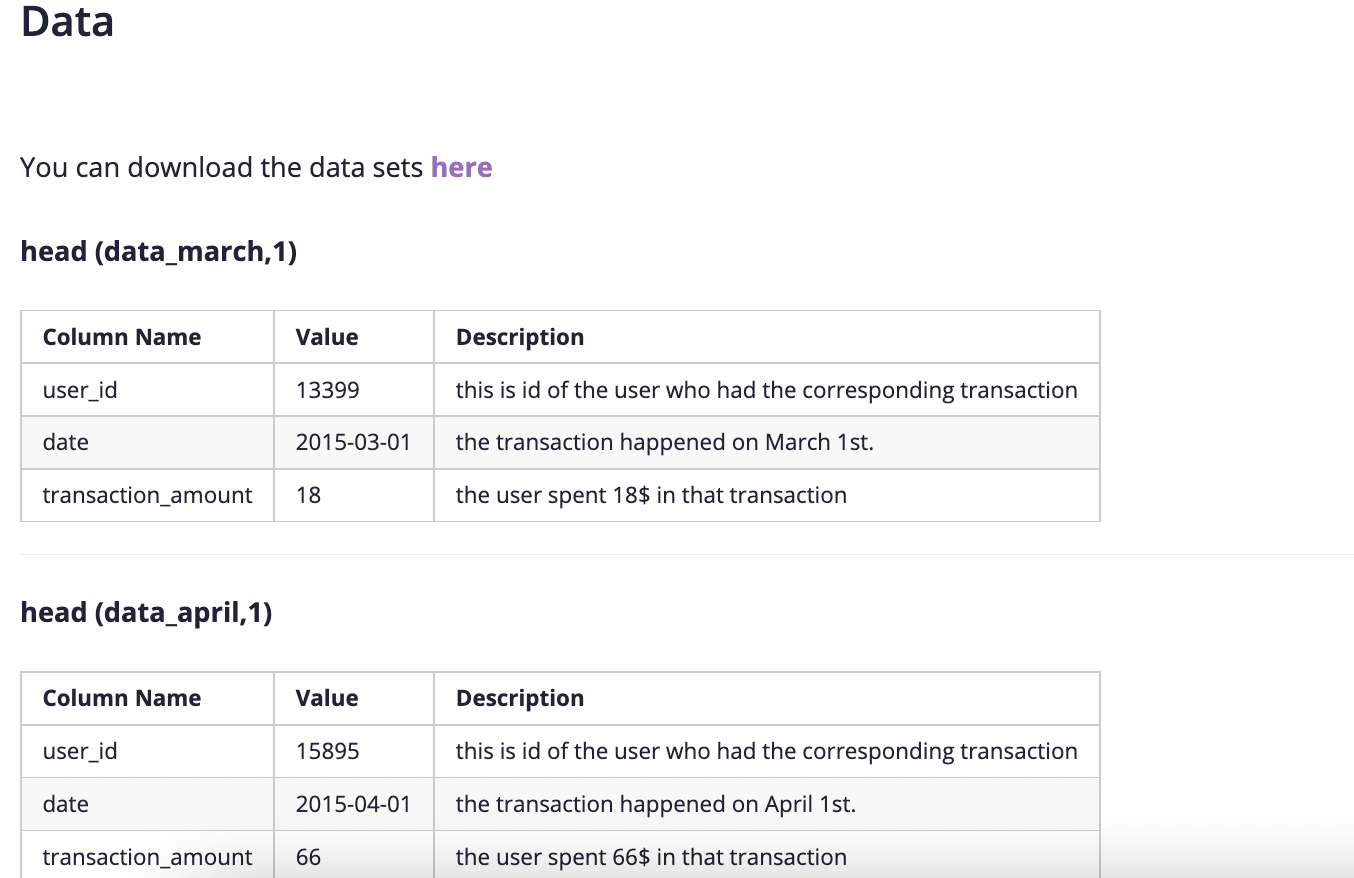 Data
You can download the data sets here
head (data_march,1)
Column Name Value Description
user_id 13399 this is id of the user who had the corresponding transaction
date 2015-03-01 the transaction happened on March 1st.
transaction_amount 18 the user spent 18$ in that transaction
head (data_april,1)
Column Name Value Description
user_id 15895 this is id of the user who had the corresponding transaction
date 2015-04-01 the transaction happened on April 1st.
transaction_amount 66 the user spent 66$ in that transaction